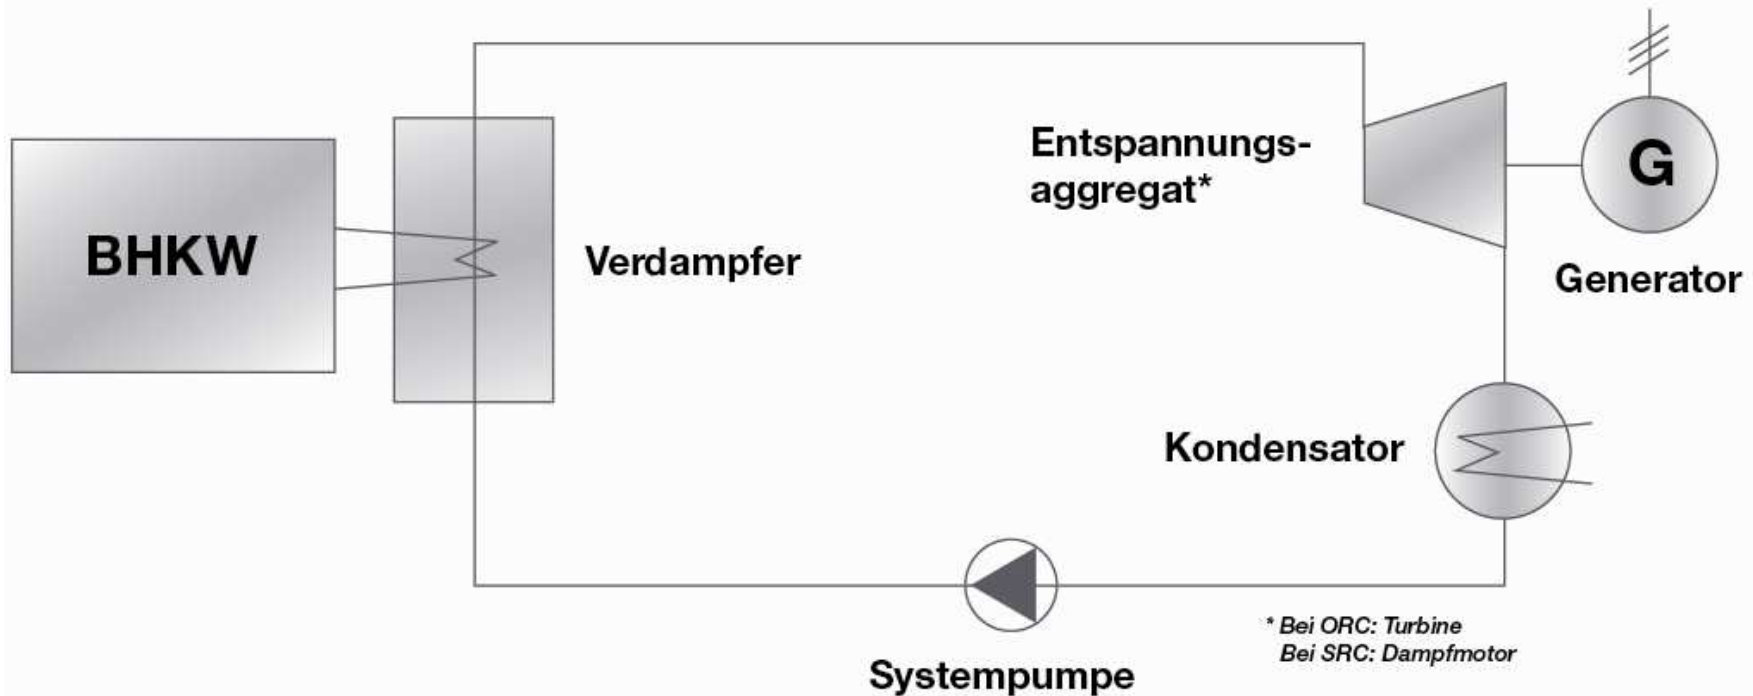 BHKW
Verdampfer
Entspannungs-
aggregat*
G
Generator
Kondensator
Systempumpe
* Bei ORC: Turbine
Bei SRC: Dampfmotor